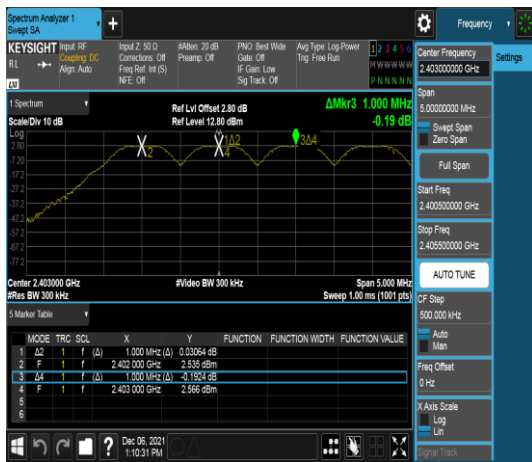 Spectrum Analyzer 1
Swept SA
+
Frequency
KEYSIGHT
RL
Input: RF
Coupling: DC
Align: Auto
Input Z: 50 Ω
Corrections: Off
Freq Ref: Int (S)
NFE: Off
#Atten: 20 dB
Preamp: Off
PNO: Best Wide
Gate: Off
IF Gain: Low
Sig Track: Off
Avg Type: Log-Power
Trig: Free Run
1 2 3 4 5 6
M W W W W W
P N N N N N
Center Frequency
2.403000000 GHz
Settings
Span
5.00000000 MHz
Swept Span
Zero Span
Full Span
Start Freq
2.400500000 GHz
Stop Freq
2.405500000 GHz
AUTO TUNE
CF Step
500.000 kHz
Auto
Man
Freq Offset
0 Hz
X Axis Scale
Log
Lin
Signal Track
1 Spectrum
Scale/Div 10 dB
Ref Lvl Offset 2.80 dB
Ref Level 12.80 dBm
ΔMkr3 1.000 MHz
-0.19 dB
Log
2.80
-7.20
-17.2
-27.2
-37.2
-47.2
-57.2
-67.2
-77.2
2
1Δ2
4
3Δ4
Center 2.403000 GHz
#Res BW 300 kHz
#Video BW 300 kHz
Span 5.000 MHz
Sweep 1.00 ms (1001 pts)
5 Marker Table
MODE TRC SCL X Y FUNCTION FUNCTION WIDTH FUNCTION VALUE
1 Δ2 1 f (Δ) 1.000 MHz (Δ) 0.03064 dB
2 F 1 f 2.402 000 GHz 2.535 dBm
3 Δ4 1 f (Δ) 1.000 MHz (Δ) -0.1924 dB
4 F 1 f 2.403 000 GHz 2.566 dBm
5
6
?
Dec 06, 2021
1:10:31 PM